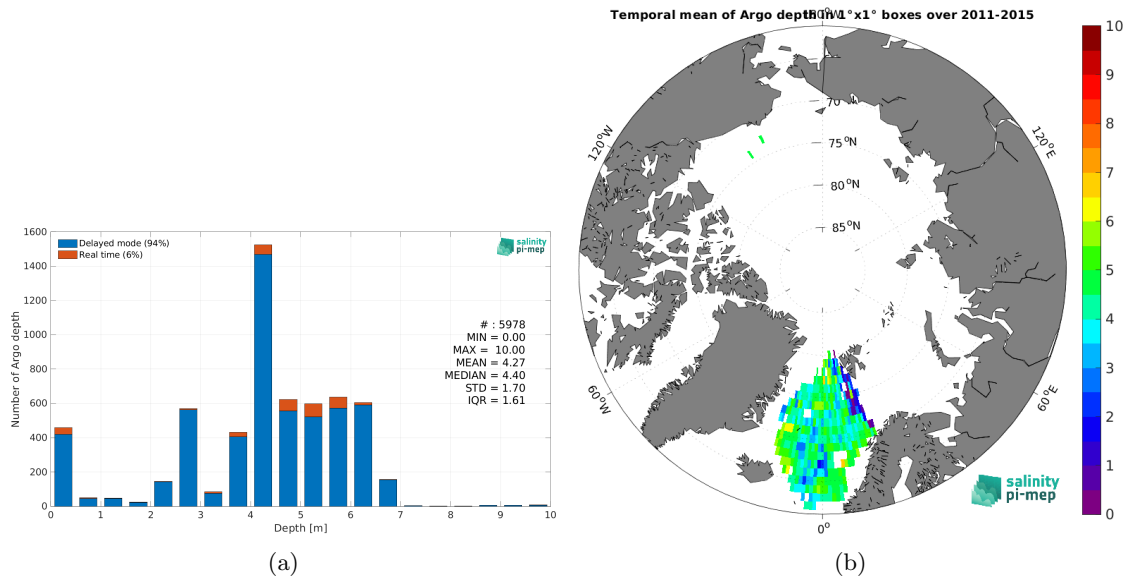 Temporal mean of Argo depth in 1°x1° boxes over 2011-2015
180°W
Delayed mode (94%)
Real time (6%)
salinity
pi-mep
1600
1400
1200
1000
800
600
400
200
0
Number of Argo depth
# : 5978
MIN = 0.00
MAX = 10.00
MEAN = 4.27
MEDIAN = 4.40
STD = 1.70
IQR = 1.61
0 1 2 3 4 5 6 7 8 9 10
Depth [m]
(a)
120°W
60°W
0°
60°E
120°E
75°N
80°N
85°N
10
9
8
7
6
5
4
3
2
1
0
salinity
pi-mep
(b)